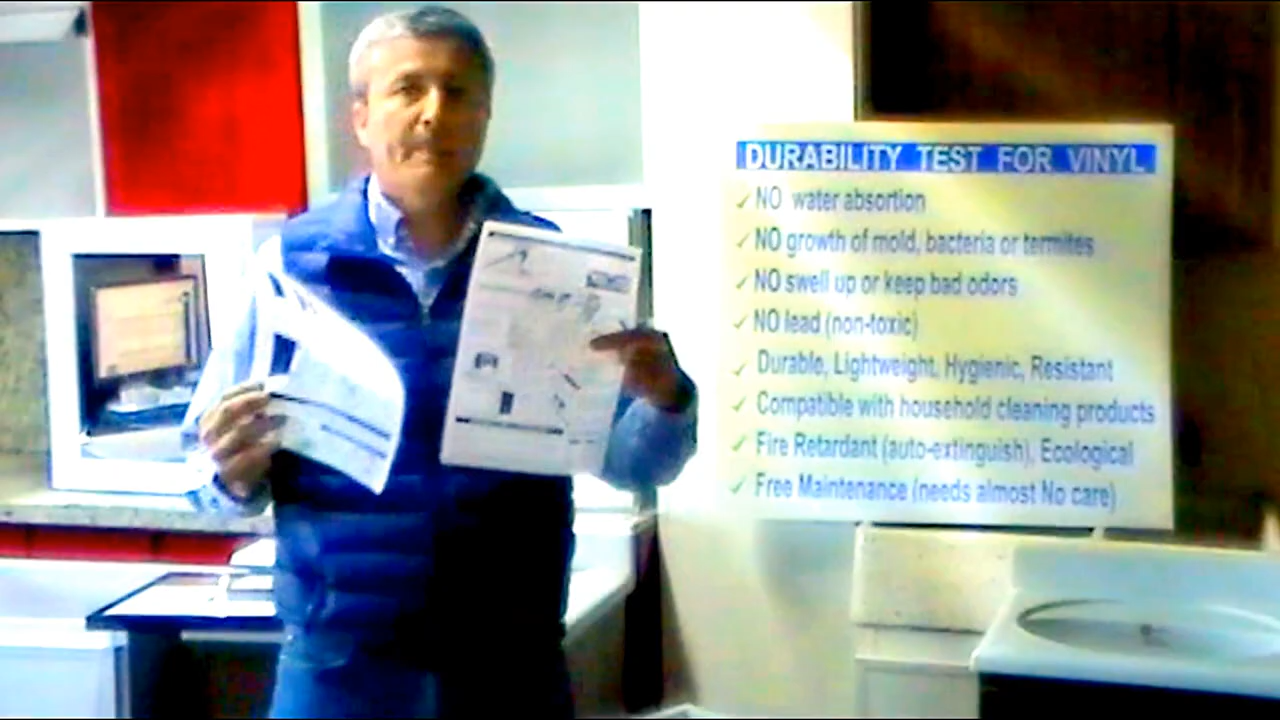 DURABILITY TEST FOR VINYL
✓ NO water absortion
✓ NO growth of mold, bacteria or termites
✓ NO swell up or keep bad odors
✓ NO lead (non-toxic)
✓ Durable, Lightweight, Hygienic, Resistant
✓ Compatible with household cleaning products
✓ Fire Retardant (auto-extinguish), Ecological
✓ Free Maintenance (needs almost No care)